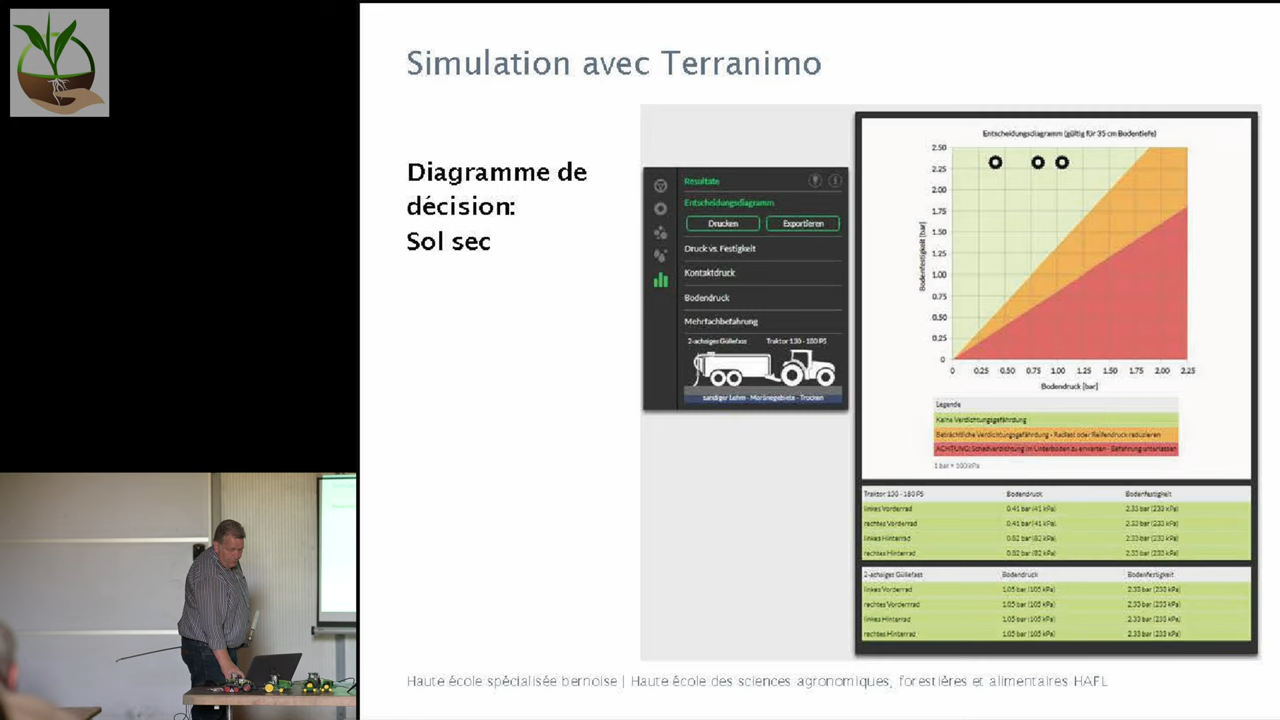 Simulation avec Terranimo
Diagramme de
décision:
Sol sec
Resultate
Entscheidungsdiagramm
Drucken
Exportieren
Druck vs. Festigkeit
Kontaktdruck
Bodendruck
Mehrfachbefahrung
2-achsiges Güllefass Traktor 130 - 180 PS
sandiger Lehm - Moränegebiete - Trocken
Entscheidungsdiagramm (gültig für 35 cm Bodentiefe)
2.50
2.25
2.00
1.75
1.50
1.25
1.00
0.75
0.50
0.25
0
Bodenfestigkeit [bar]
0 0.25 0.50 0.75 1.00 1.25 1.50 1.75 2.00 2.25
Bodendruck [bar]
Legende
Keine Verdichtungsgefährdung
Beträchtliche Verdichtungsgefährdung - Radlast oder Reifendruck reduzieren
ACHTUNG: Schadverdichtung im Unterboden zu erwarten - Befahrung unterlassen
1 bar = 100 kPa
Traktor 130 - 180 PS Bodendruck Bodenfestigkeit
linkes Vorderrad 0.41 bar (41 kPa) 2.33 bar (233 kPa)
rechtes Vorderrad 0.41 bar (41 kPa) 2.33 bar (233 kPa)
linkes Hinterrad 0.82 bar (82 kPa) 2.33 bar (233 kPa)
rechtes Hinterrad 0.82 bar (82 kPa) 2.33 bar (233 kPa)
2-achsiges Güllefass Bodendruck Bodenfestigkeit
linkes Vorderrad 1.05 bar (105 kPa) 2.33 bar (233 kPa)
rechtes Vorderrad 1.05 bar (105 kPa) 2.33 bar (233 kPa)
linkes Hinterrad 1.05 bar (105 kPa) 2.33 bar (233 kPa)
rechtes Hinterrad 1.05 bar (105 kPa) 2.33 bar (233 kPa)
Haute école spécialisée bernoise | Haute école des sciences agronomiques, forestières et alimentaires HAFL